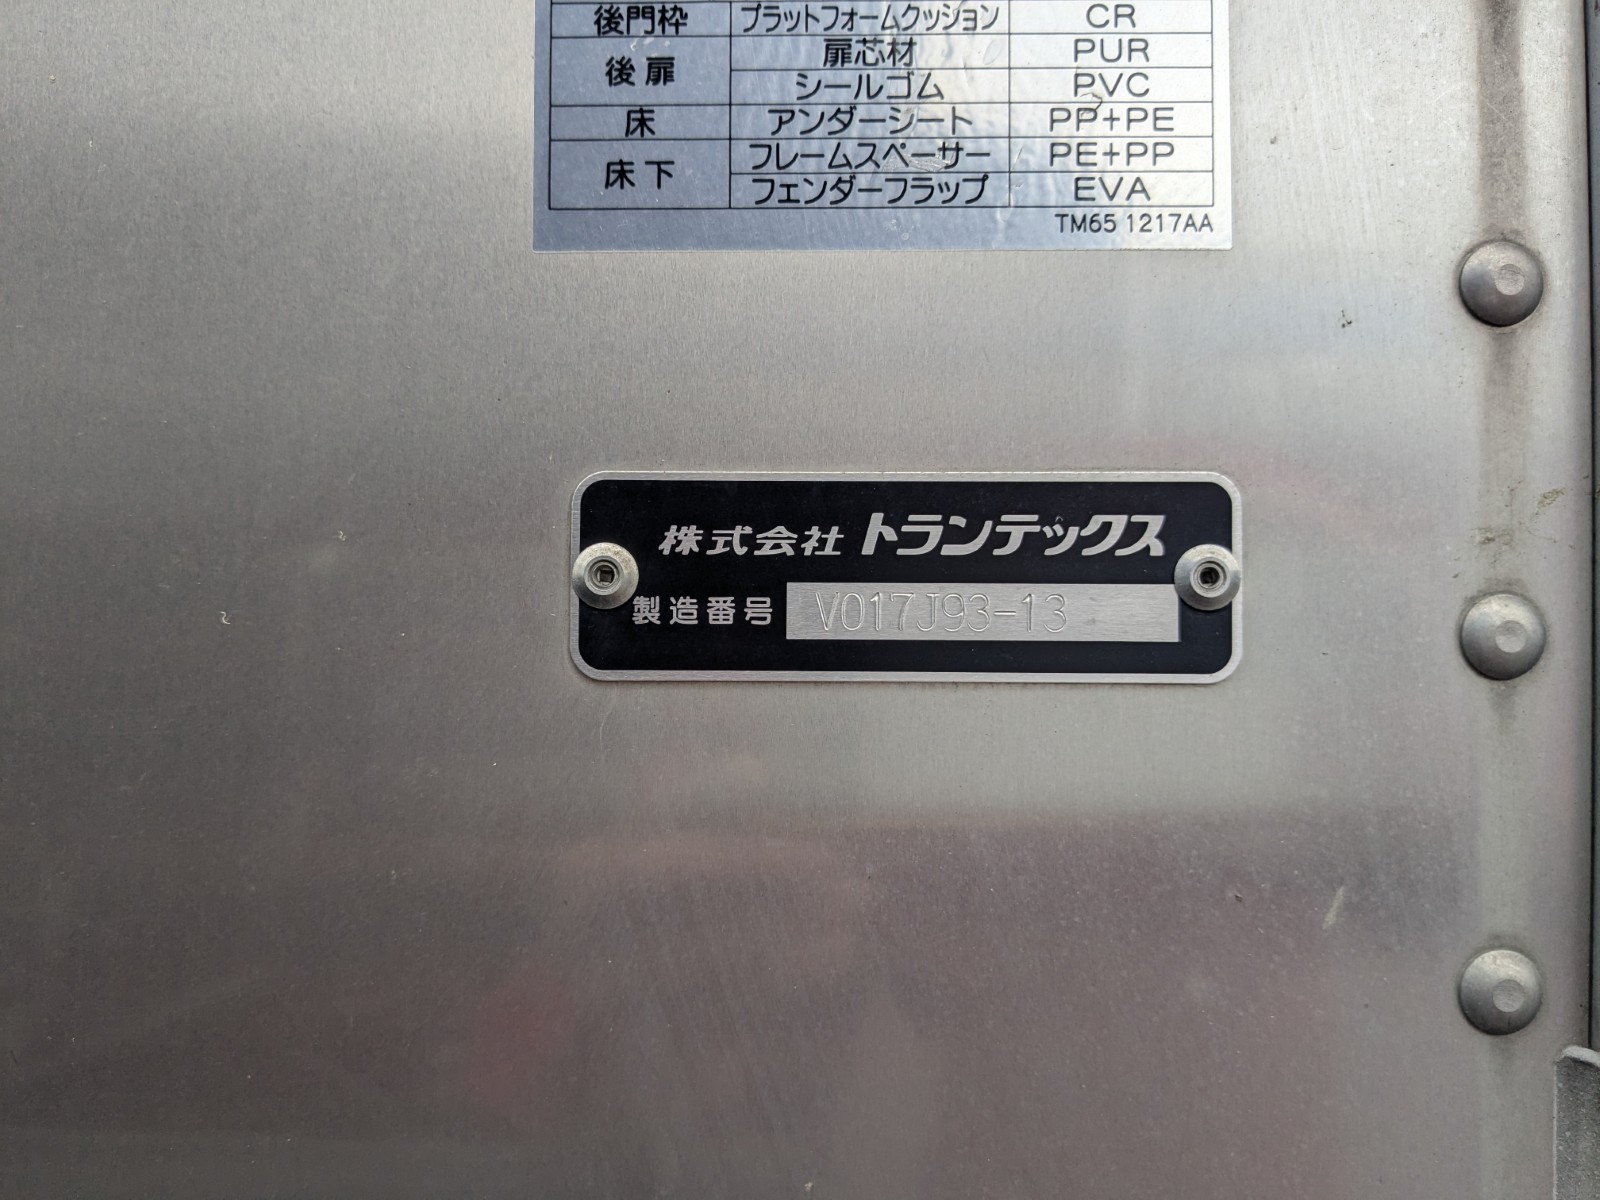 後門枠 プラットフォームクッション CR
後扉 扉芯材 PUR
シールゴム PVC
床 アンダーシート PP+PE
床下 フレームスペーサー PE+PP
フェンダーフラップ EVA
TM65 1217AA
株式会社 トランテックス
製造番号 V017J93-13